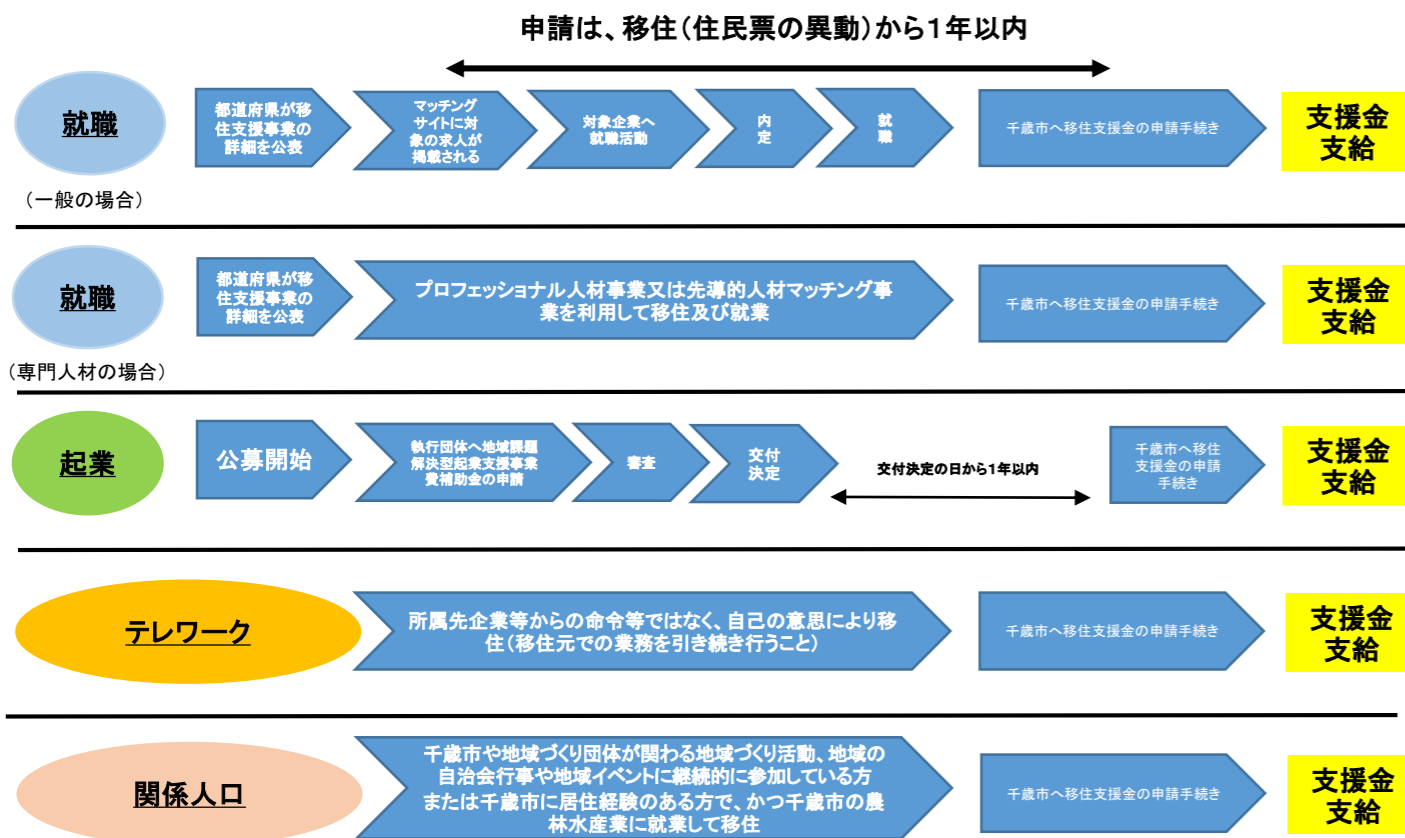 申請は、移住（住民票の異動）から１年以内
就職
（一般の場合）
都道府県が移
住支援事業の
詳細を公表
マッチング
サイトに対
象の求人が
掲載される
対象企業へ
就職活動
内
定
就
職
千歳市へ移住支援金の申請手続き
支援金
支給
就職
（専門人材の場合）
都道府県が移
住支援事業の
詳細を公表
プロフェッショナル人材事業又は先導的人材マッチング事
業を利用して移住及び就業
千歳市へ移住支援金の申請手続き
支援金
支給
起業
公募開始
執行団体へ地域課題
解決型起業支援事業
費補助金の申請
審査
交付
決定
交付決定の日から１年以内
千歳市へ移住
支援金の申請
手続き
支援金
支給
テレワーク
所属先企業等からの命令等ではなく、自己の意思により移
住（移住元での業務を引き続き行うこと）
千歳市へ移住支援金の申請手続き
支援金
支給
関係人口
千歳市や地域づくり団体が関わる地域づくり活動、地域の
自治会行事や地域イベントに継続的に参加している方
または千歳市に居住経験のある方で、かつ千歳市の農
林水産業に就業して移住
千歳市へ移住支援金の申請手続き
支援金
支給